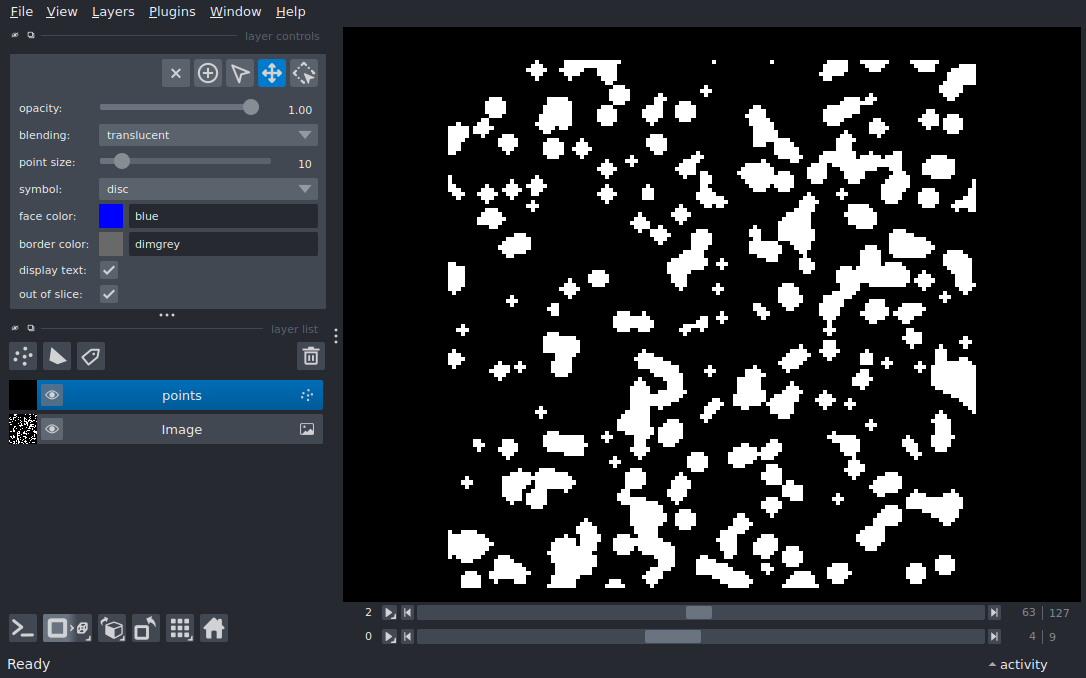 File View Layers Plugins Window Help
layer controls
opacity: 1.00
blending: translucent
point size: 10
symbol: disc
face color: blue
border color: dimgrey
display text:
out of slice:
layer list
points
Image
2 63 127
0 4 9
Ready activity